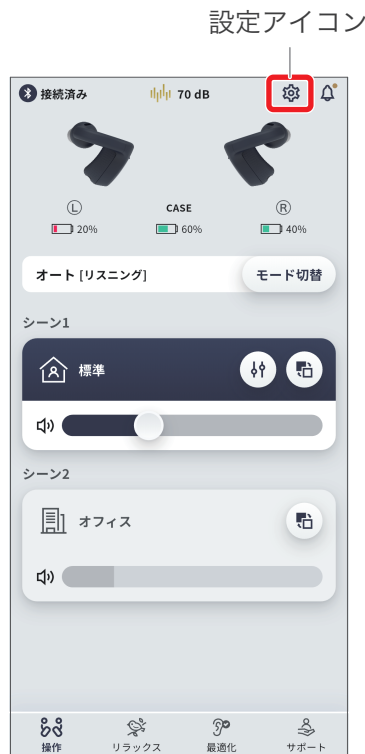 設定アイコン
接続済み 70 dB
L CASE R
20% 60% 40%
オート [リスニング] モード切替
シーン1
標準
シーン2
オフィス
操作 リラックス 最適化 サポート